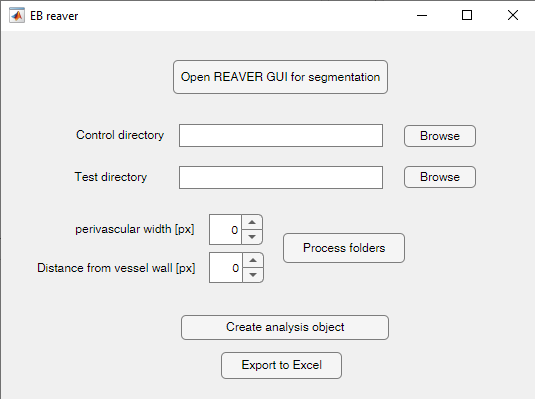 EB reaver
Open REAVER GUI for segmentation
Control directory
Browse
Test directory
Browse
perivascular width [px]
0
Distance from vessel wall [px]
0
Process folders
Create analysis object
Export to Excel